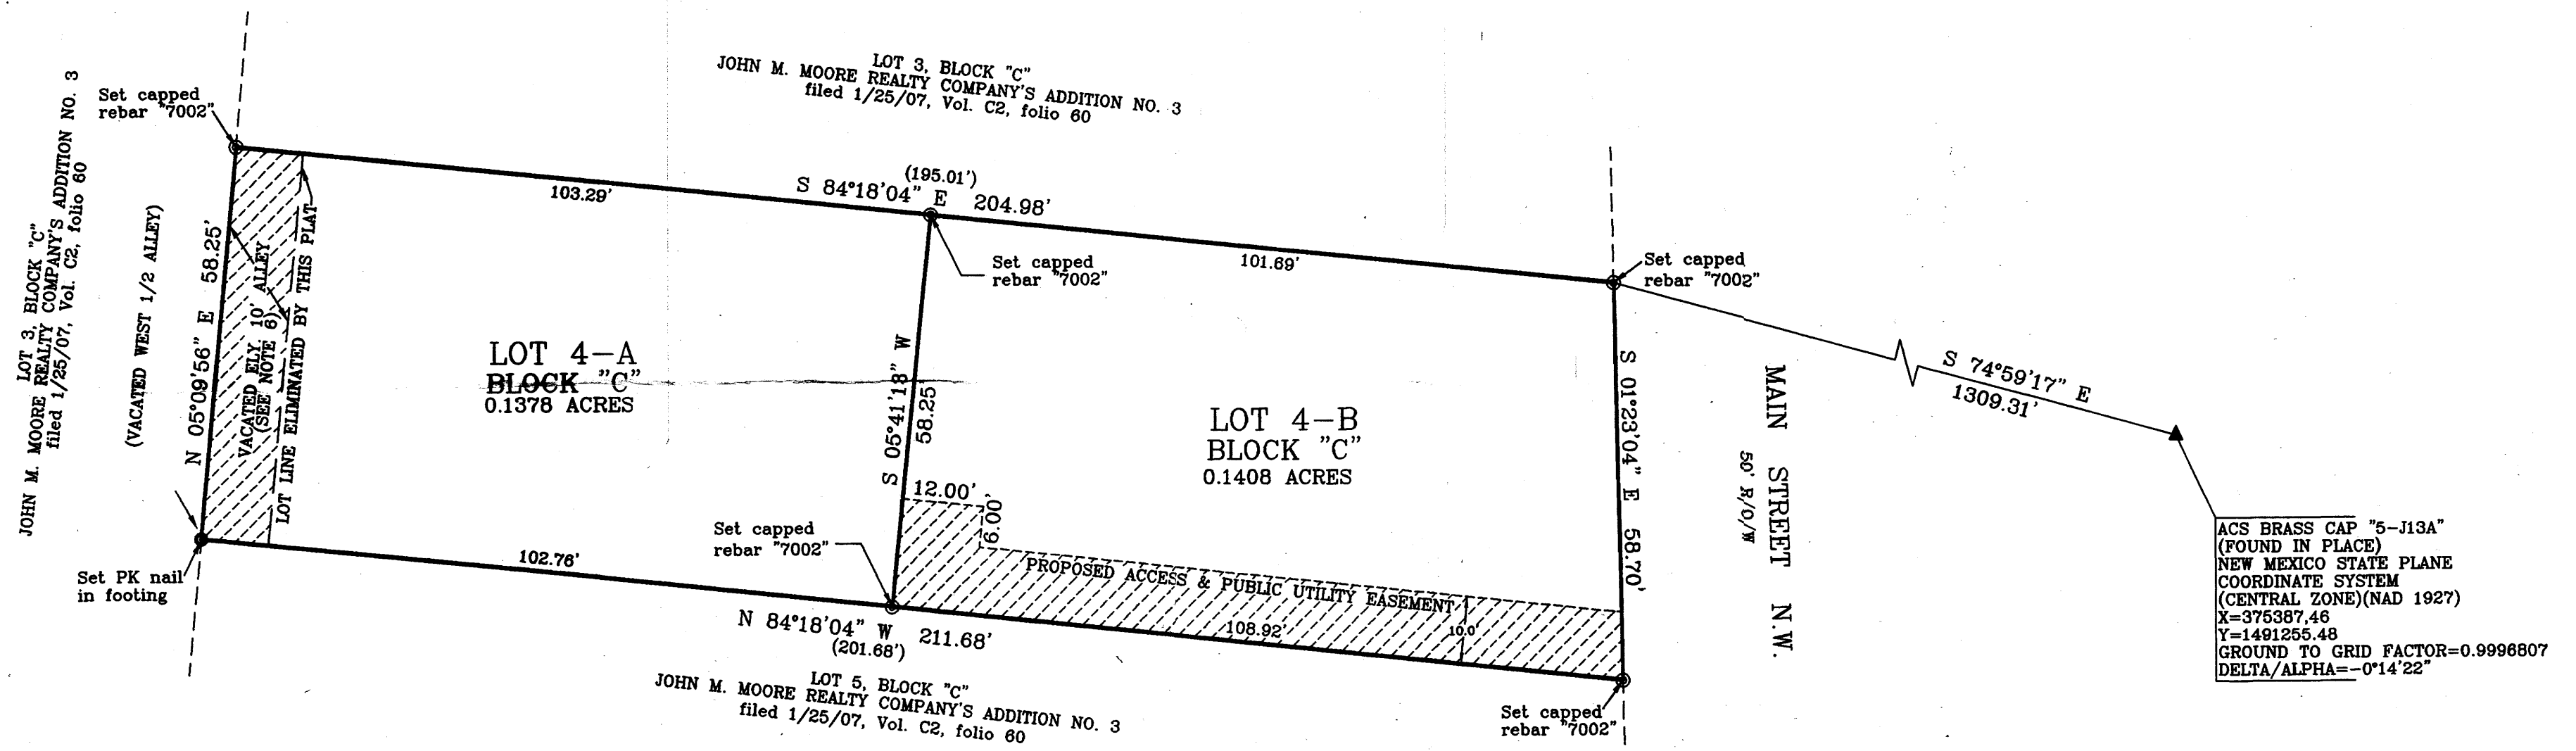 LOT 3, BLOCK "C"
JOHN M. MOORE REALTY COMPANY'S ADDITION NO. 3
filed 1/25/07, Vol. C2, folio 60
Set capped
rebar "7002"
LOT 3, BLOCK "C"
JOHN M. MOORE REALTY COMPANY'S ADDITION NO. 3
filed 1/25/07, Vol. C2, folio 60
(VACATED WEST 1/2 ALLEY)
N 05°09'56" E 58.25'
VACATED ELY. 10' ALLEY
(SEE NOTE 6)
LOT LINE ELIMINATED BY THIS PLAT
103.29'
(195.01')
S 84°18'04" E 204.98'
101.69'
Set capped
rebar "7002"
Set capped
rebar "7002"
LOT 4-A
BLOCK "C"
0.1378 ACRES
S 05°41'18" W
58.25'
LOT 4-B
BLOCK "C"
0.1408 ACRES
S 01°23'04" E 58.70'
MAIN STREET N.W.
50' R/O/W
S 74°59'17" E
1309.31'
12.00'
6.00'
PROPOSED ACCESS & PUBLIC UTILITY EASEMENT
10.0'
108.92'
Set capped
rebar "7002"
102.76'
Set PK nail
in footing
N 84°18'04" W 211.68'
(201.68')
LOT 5, BLOCK "C"
JOHN M. MOORE REALTY COMPANY'S ADDITION NO. 3
filed 1/25/07, Vol. C2, folio 60
Set capped
rebar "7002"
ACS BRASS CAP "5-J13A"
(FOUND IN PLACE)
NEW MEXICO STATE PLANE
COORDINATE SYSTEM
(CENTRAL ZONE)(NAD 1927)
X=375387,46
Y=1491255.48
GROUND TO GRID FACTOR=0.9996807
DELTA/ALPHA=-0°14'22"